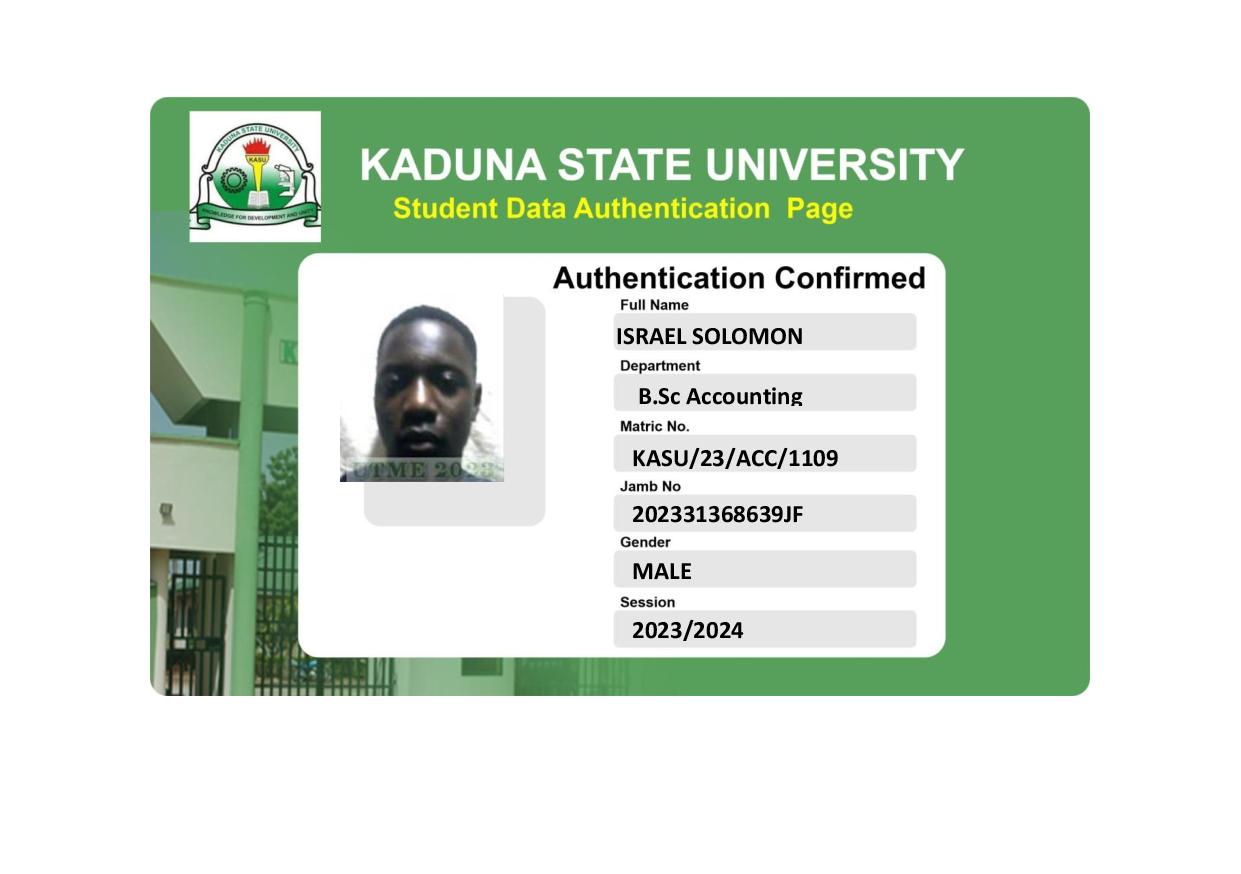 KADUNA STATE UNIVERSITY
KASU
KNOWLEDGE FOR DEVELOPMENT AND UNITY
KADUNA STATE UNIVERSITY
Student Data Authentication Page
Authentication Confirmed
Full Name
ISRAEL SOLOMON
Department
B.Sc Accounting
Matric No.
KASU/23/ACC/1109
Jamb No
202331368639JF
Gender
MALE
Session
2023/2024
UTME 2023
K